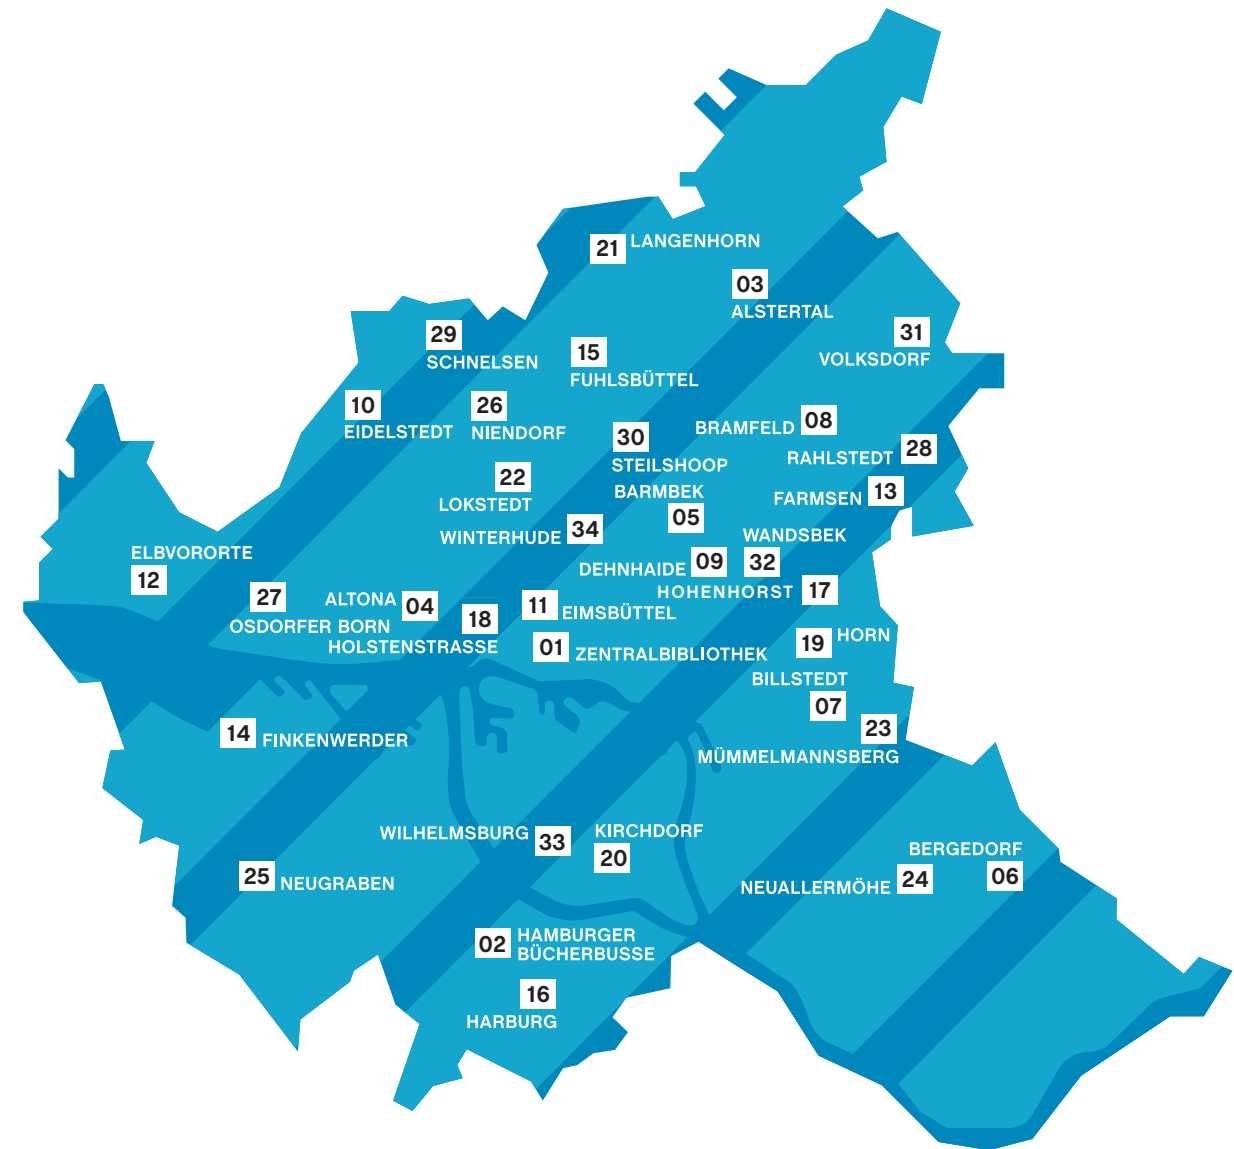 21 LANGENHORN
03
ALSTERTAL
29
SCHNELSEN
31
VOLKSDORF
15
FUHLSBÜTTEL
10
EIDELSTEDT
26
NIENDORF
BRAMFELD 08
30
STEILSHOOP
RAHLSTEDT 28
22
LOKSTEDT
BARMBEK
05
FARMSEN 13
WINTERHUDE 34
WANDSBEK
32
ELBVORORTE
12
DEHNHAIDE 09
HOHENHORST 17
27
OSDORFER BORN
ALTONA 04
18
HOLSTENSTRASSE
11 EIMSBÜTTEL
01 ZENTRALBIBLIOTHEK
19 HORN
BILLSTEDT
07
23
MÜMMELMANNSBERG
14 FINKENWERDER
WILHELMSBURG 33
KIRCHDORF
20
BERGEDORF
06
NEUALLERMÖHE 24
25 NEUGRABEN
02 HAMBURGER
BÜCHERBUSSE
16
HARBURG